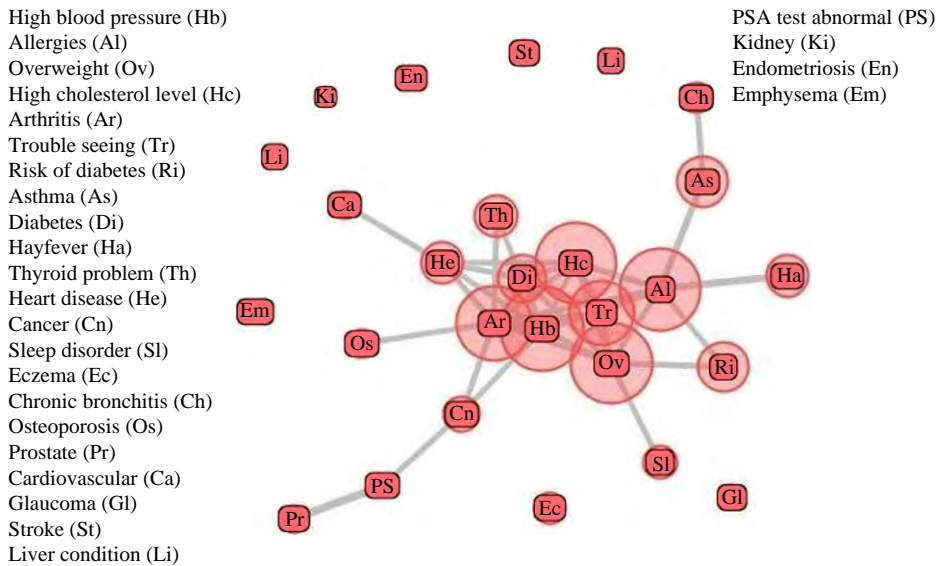 High blood pressure (Hb)
Allergies (Al)
Overweight (Ov)
High cholesterol level (Hc)
Arthritis (Ar)
Trouble seeing (Tr)
Risk of diabetes (Ri)
Asthma (As)
Diabetes (Di)
Hayfever (Ha)
Thyroid problem (Th)
Heart disease (He)
Cancer (Cn)
Sleep disorder (Sl)
Eczema (Ec)
Chronic bronchitis (Ch)
Osteoporosis (Os)
Prostate (Pr)
Cardiovascular (Ca)
Glaucoma (Gl)
Stroke (St)
Liver condition (Li)
PSA test abnormal (PS)
Kidney (Ki)
Endometriosis (En)
Emphysema (Em)
St
Li
En
Ki
Ch
Li
As
Ca
Th
He
Hc
Di
Ha
Al
Em
Tr
Ar
Hb
Os
Ov
Ri
Cn
Sl
PS
Gl
Ec
Pr